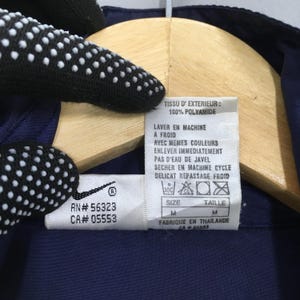 TISSU D'EXTERIEUR:
100% POLYAMIDE
LAVER EN MACHINE
A FROID
AVEC MEMES COULEURS
ENLEVER IMMEDIATEMENT
PAS D'EAU DE JAVEL
SECHER EN MACHINE CYCLE
DELICAT REPASSAGE FROID
SIZE TAILLE
M M
FABRIQUE EN THAILANDE
®
AN# 56323
CA# 05553